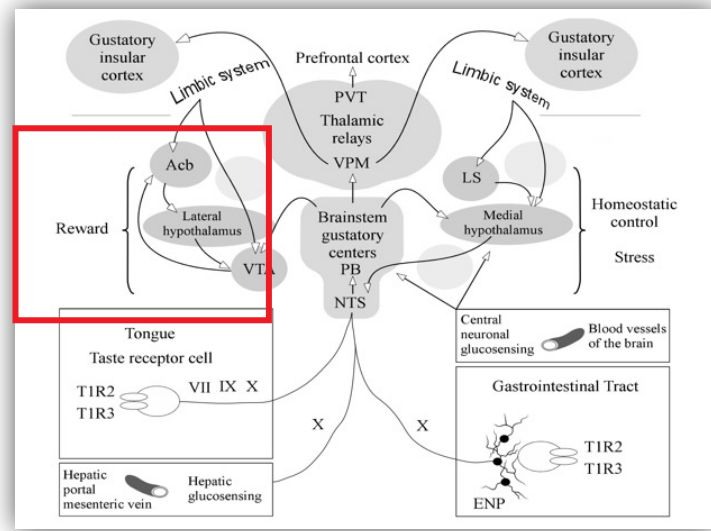 Gustatory
insular
cortex
Limbic system
Prefrontal cortex
PVT
Thalamic
relays
VPM
Limbic system
Gustatory
insular
cortex
Reward
Acb
Lateral
hypothalamus
VTA
Brainstem
gustatory
centers
PB
NTS
LS
Medial
hypothalamus
Homeostatic
control
Stress
Tongue
Taste receptor cell
T1R2
T1R3
VII IX X
Central
neuronal
glucosensing
Blood vessels
of the brain
Gastrointestinal Tract
T1R2
T1R3
ENP
X
X
Hepatic
portal
mesenteric vein
Hepatic
glucosensing